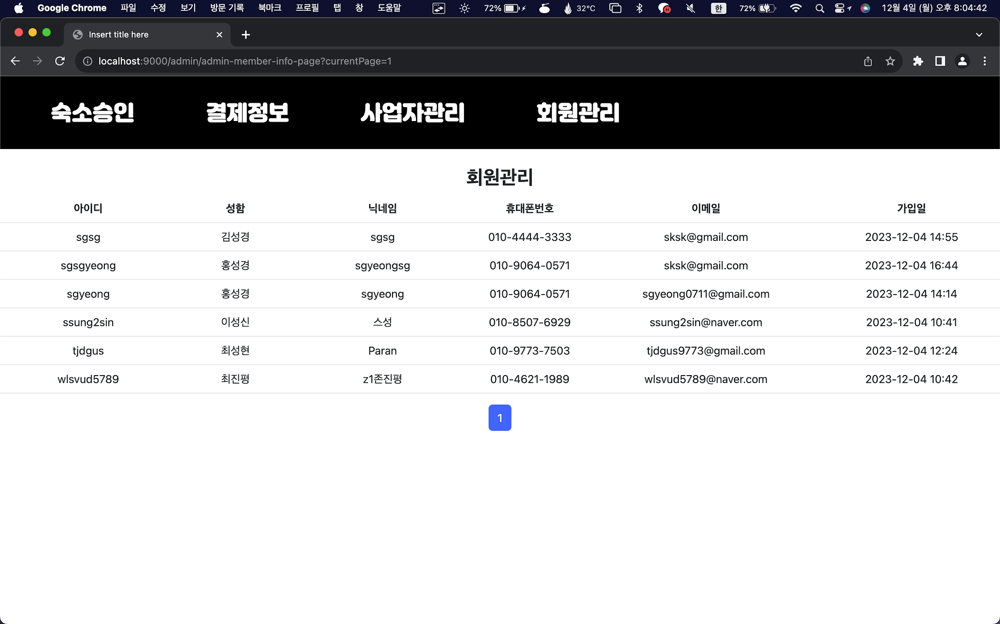 Google Chrome 파일 수정 보기 방문 기록 북마크 프로필 탭 창 도움말 72% 32°C N 한 72% 12월 4일 (월) 오후 8:04:42
Insert title here
localhost:9000/admin/admin-member-info-page?currentPage=1
숙소승인 결제정보 사업자관리 회원관리
회원관리
아이디 성함 닉네임 휴대폰번호 이메일 가입일
sgsg 김성경 sgsg 010-4444-3333 sksk@gmail.com 2023-12-04 14:55
sgsgyeong 홍성경 sgyeongsg 010-9064-0571 sksk@gmail.com 2023-12-04 16:44
sgyeong 홍성경 sgyeong 010-9064-0571 sgyeong0711@gmail.com 2023-12-04 14:14
ssung2sin 이성신 스성 010-8507-6929 ssung2sin@naver.com 2023-12-04 10:41
tjdgus 최성현 Paran 010-9773-7503 tjdgus9773@gmail.com 2023-12-04 12:24
wlsvud5789 최진평 z1존진평 010-4621-1989 wlsvud5789@naver.com 2023-12-04 10:42
1